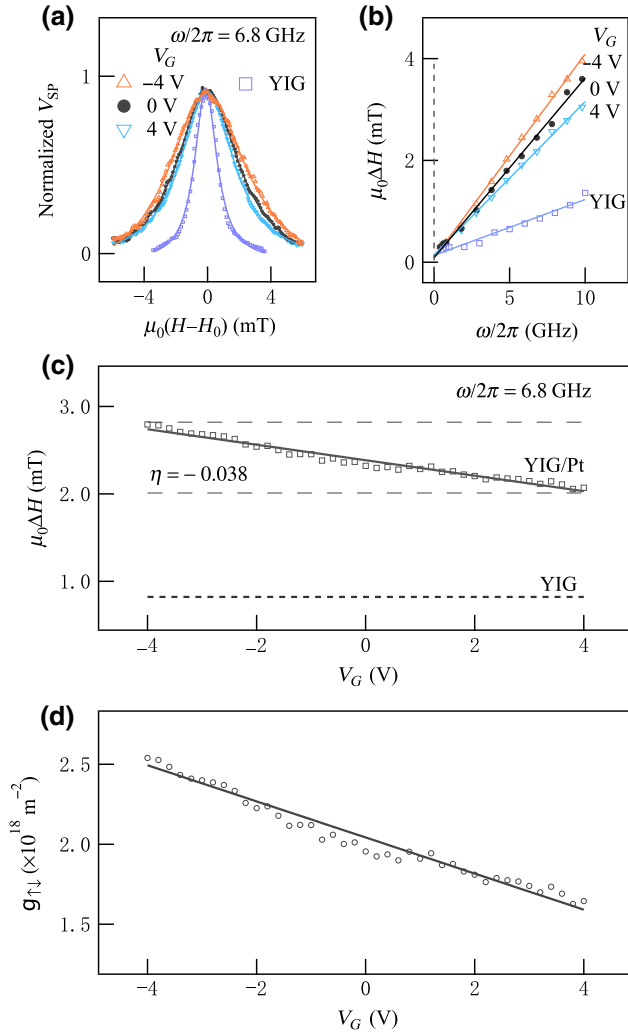 (a)
ω/2π = 6.8 GHz
V_G
−4 V
0 V
4 V
YIG
Normalized V_SP
1
0
−4
0
4
μ₀(H−H₀) (mT)
(b)
V_G
−4 V
0 V
4 V
YIG
μ₀ΔH (mT)
4
2
0
0
5
10
ω/2π (GHz)
(c)
ω/2π = 6.8 GHz
μ₀ΔH (mT)
3.0
2.0
1.0
η = − 0.038
YIG/Pt
YIG
−4
−2
0
2
4
V_G (V)
(d)
g↑↓ (×10¹⁸ m⁻²)
2.5
2.0
1.5
−4
−2
0
2
4
V_G (V)